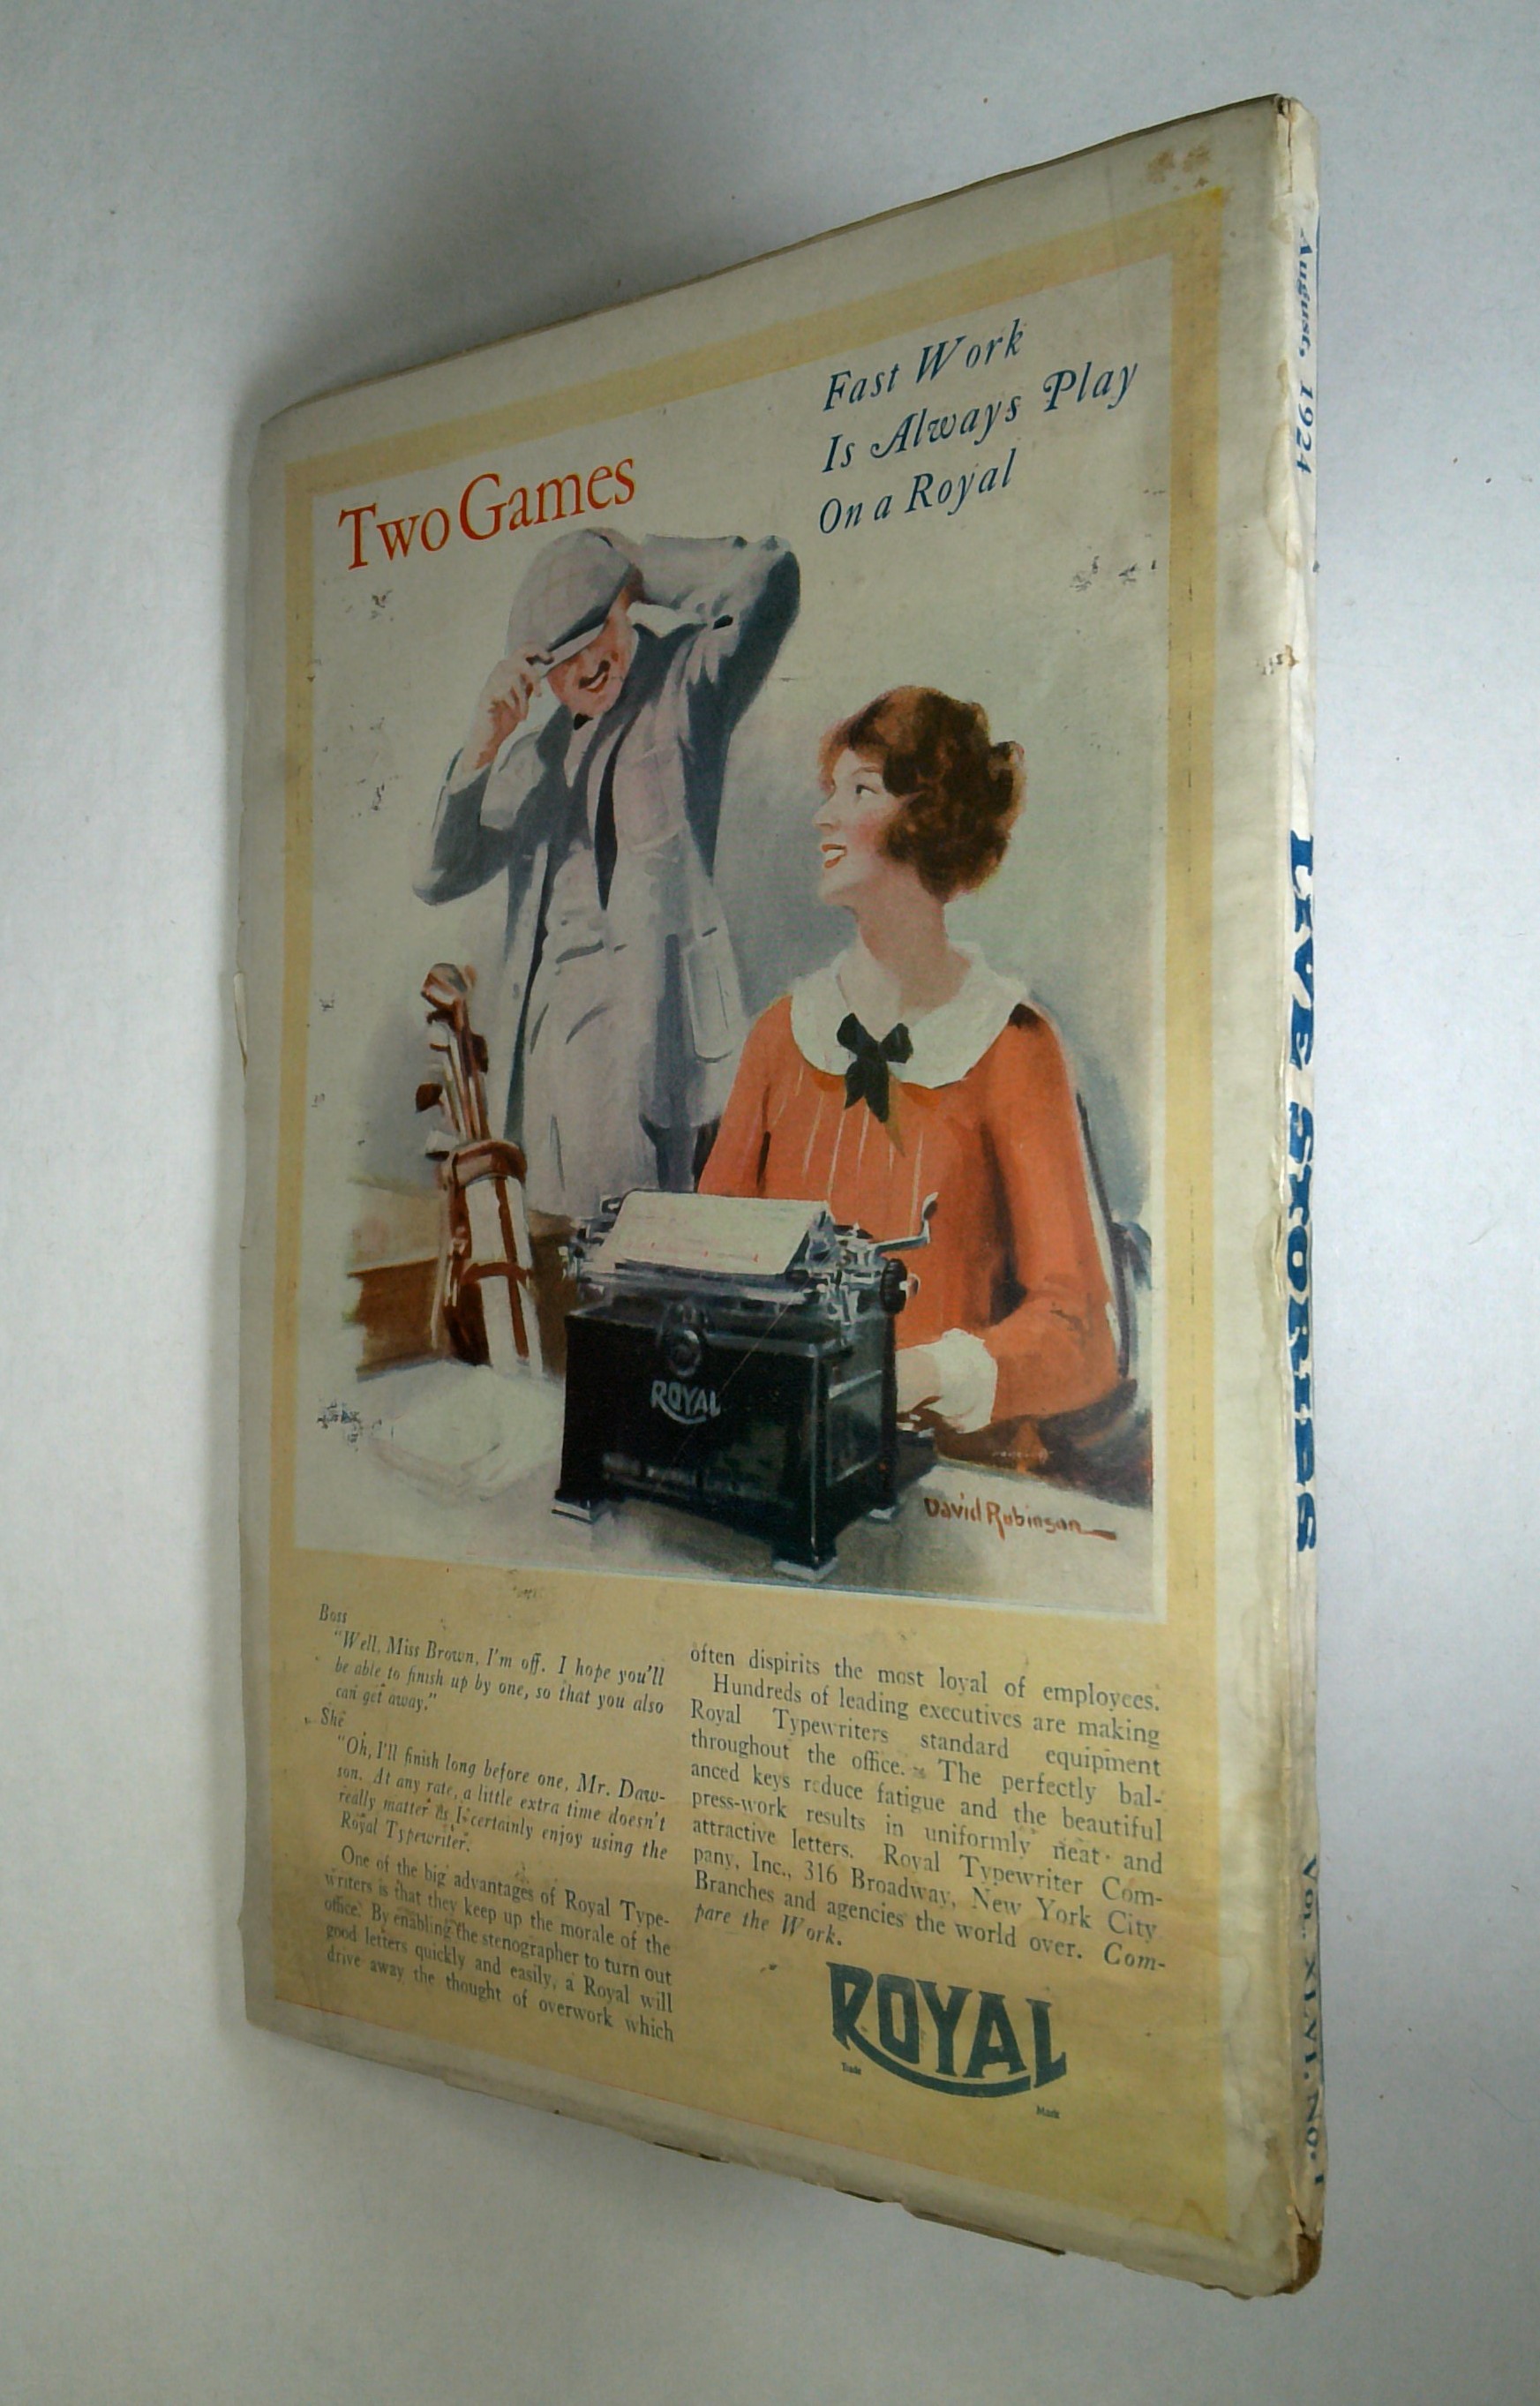 Two Games
Fast Work
Is Always Play
On a Royal
ROYAL
David Robinson
Boss
"Well, Miss Brown, I'm off. I hope you'll
be able to finish up by one, so that you also
can get away."
She
"Oh, I'll finish long before one, Mr. Daw-
son. At any rate, a little extra time doesn't
really matter as I certainly enjoy using the
Royal Typewriter.
One of the big advantages of Royal Type-
writers is that they keep up the morale of the
office. By enabling the stenographer to turn out
good letters quickly and easily, a Royal will
drive away the thought of overwork which
often dispirits the most loyal of employees.
Hundreds of leading executives are making
Royal Typewriters standard equipment
throughout the office. The perfectly bal-
anced keys reduce fatigue and the beautiful
press-work results in uniformly neat and
attractive letters. Royal Typewriter Com-
pany, Inc., 316 Broadway, New York City
Branches and agencies the world over. Com-
pare the Work.
ROYAL
Trade
Mark
August, 1924
LIVE STORIES
Vol. XLVI. No. 1